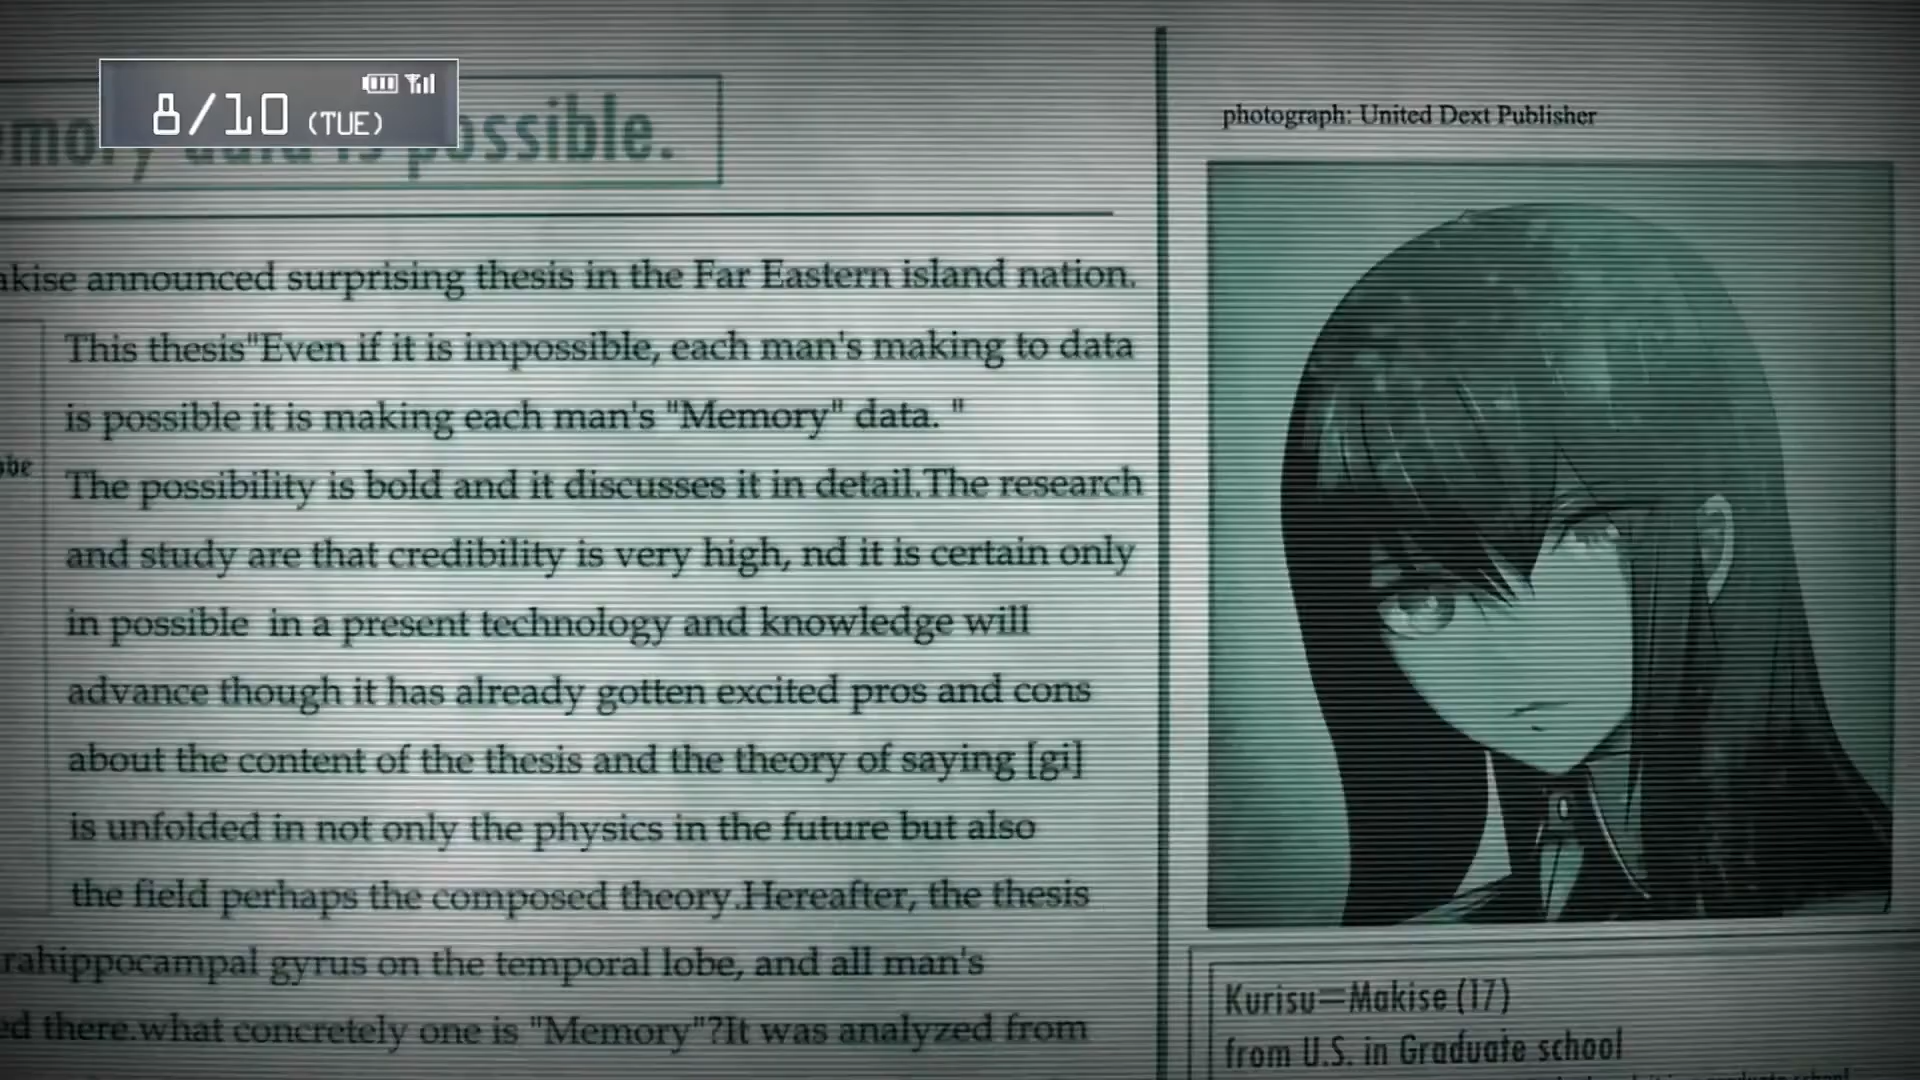 8/10 (TUE)
possible.
akise announced surprising thesis in the Far Eastern island nation.
This thesis"Even if it is impossible, each man's making to data
is possible it is making each man's "Memory" data. "
The possibility is bold and it discusses it in detail.The research
and study are that credibility is very high, nd it is certain only
in possible in a present technology and knowledge will
advance though it has already gotten excited pros and cons
about the content of the thesis and the theory of saying [gi]
is unfolded in not only the physics in the future but also
the field perhaps the composed theory.Hereafter, the thesis
rahippocampal gyrus on the temporal lobe, and all man's
ed there.what concretely one is "Memory"?It was analyzed from
photograph: United Dext Publisher
Kurisu=Makise (17)
from U.S. in Graduate school